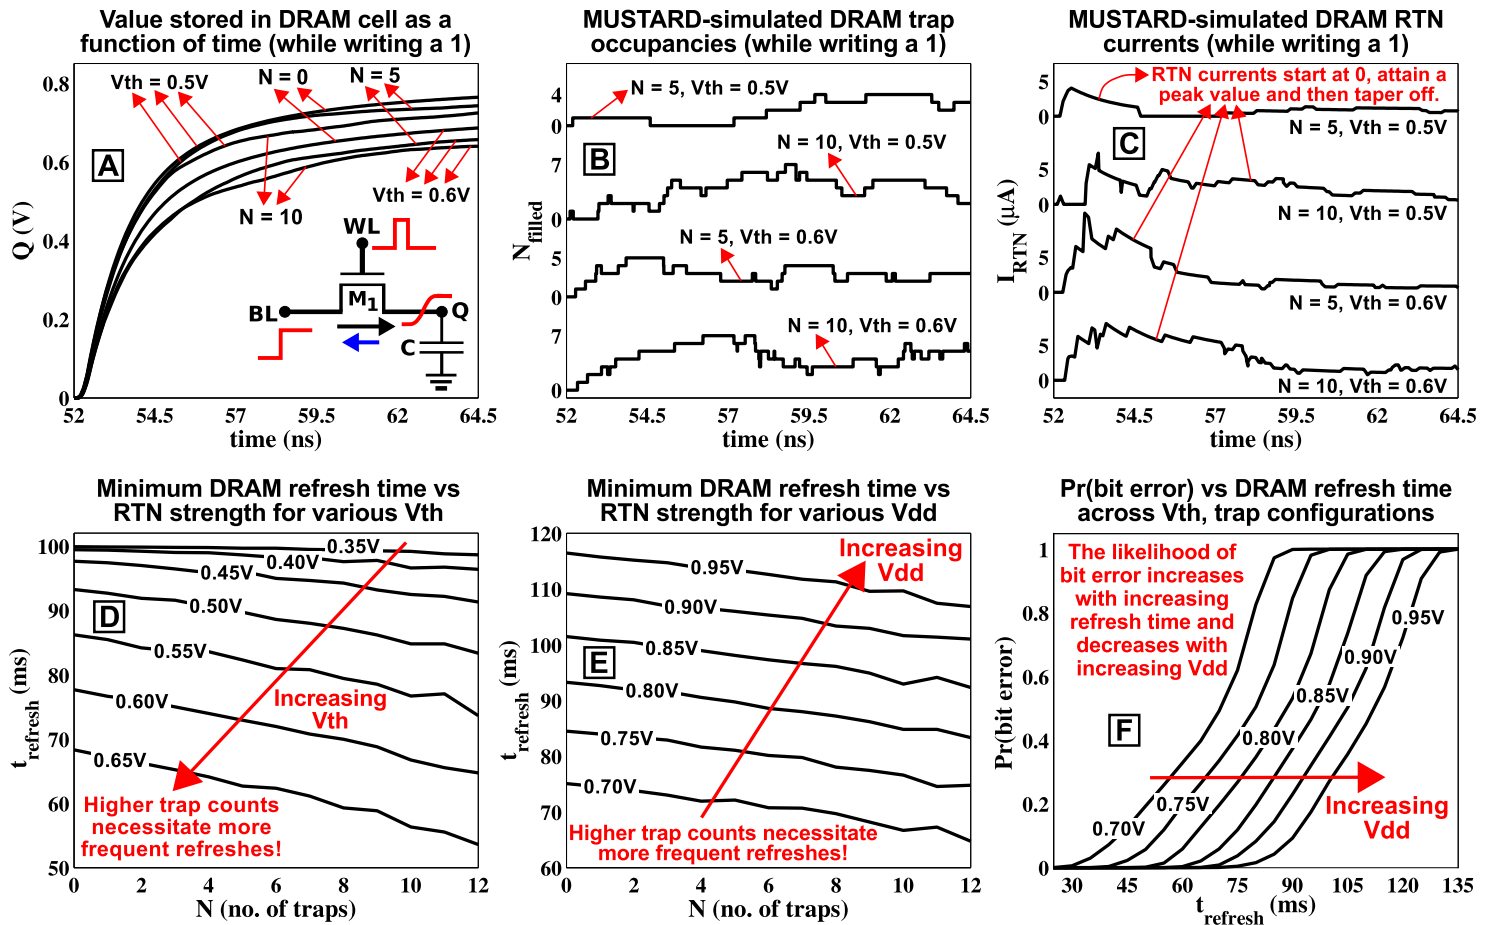 Value stored in DRAM cell as a
function of time (while writing a 1)
Q (V)
0.8
0.6
0.4
0.2
0
Vth = 0.5V
N = 0
N = 5
A
Vth = 0.6V
N = 10
WL
M1
BL
Q
C
52 54.5 57 59.5 62 64.5
time (ns)
MUSTARD-simulated DRAM trap
occupancies (while writing a 1)
Nfilled
4
0
N = 5, Vth = 0.5V
B
N = 10, Vth = 0.5V
7
0
N = 5, Vth = 0.6V
5
0
N = 10, Vth = 0.6V
7
0
52 54.5 57 59.5 62 64.5
time (ns)
MUSTARD-simulated DRAM RTN
currents (while writing a 1)
IRTN (μA)
5
0
RTN currents start at 0, attain a
peak value and then taper off.
N = 5, Vth = 0.5V
C
5
0
N = 10, Vth = 0.5V
5
0
N = 5, Vth = 0.6V
5
0
N = 10, Vth = 0.6V
52 54.5 57 59.5 62 64.5
time (ns)
Minimum DRAM refresh time vs
RTN strength for various Vth
trefresh (ms)
100
90
80
70
60
50
0.35V
0.40V
0.45V
0.50V
D
0.55V
0.60V
Increasing
Vth
0.65V
Higher trap counts
necessitate more
frequent refreshes!
0 2 4 6 8 10 12
N (no. of traps)
Minimum DRAM refresh time vs
RTN strength for various Vdd
trefresh (ms)
120
110
100
90
80
70
60
Increasing
Vdd
0.95V
0.90V
0.85V
E
0.80V
0.75V
0.70V
Higher trap counts necessitate
more frequent refreshes!
0 2 4 6 8 10 12
N (no. of traps)
Pr(bit error) vs DRAM refresh time
across Vth, trap configurations
Pr(bit error)
1
0.8
0.6
0.4
0.2
0
The likelihood of
bit error increases
with increasing
refresh time and
decreases with
increasing Vdd
F
0.95V
0.90V
0.85V
0.80V
0.75V
0.70V
Increasing
Vdd
30 45 60 75 90 105 120 135
trefresh (ms)